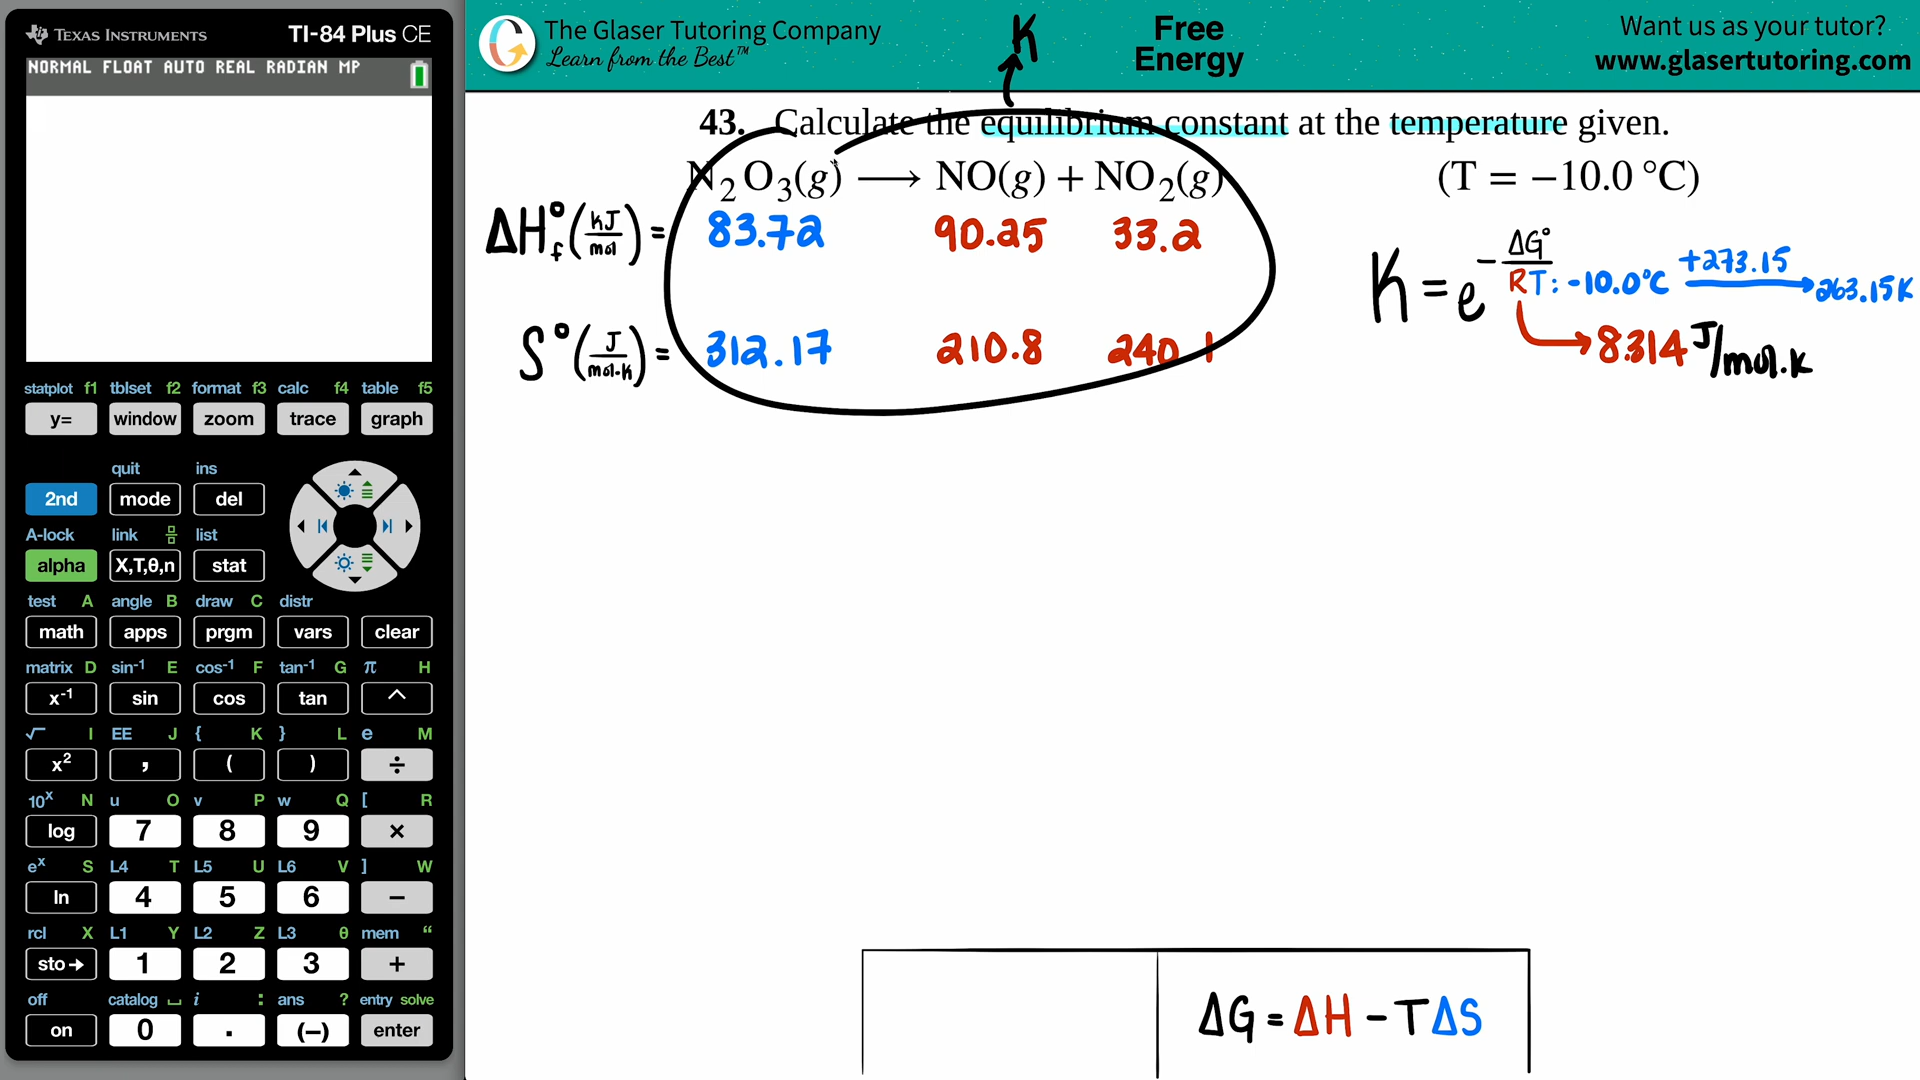 TEXAS INSTRUMENTS TI-84 Plus CE
NORMAL FLOAT AUTO REAL RADIAN MP
statplot f1 tblset f2 format f3 calc f4 table f5
y= window zoom trace graph
quit ins
2nd mode del
A-lock link list
alpha X,T,θ,n stat
test A angle B draw C distr
math apps prgm vars clear
matrix D sin⁻¹ E cos⁻¹ F tan⁻¹ G π H
x⁻¹ sin cos tan ^
√ I EE J { K } L e M
x² , ( ) ÷
10ˣ N u O v P w Q [ R
log 7 8 9 ×
eˣ S L4 T L5 U L6 V ] W
ln 4 5 6 −
rcl X L1 Y L2 Z L3 θ mem “
sto→ 1 2 3 +
off catalog ⎵ i : ans ? entry solve
on 0 . (−) enter
The Glaser Tutoring Company
Learn from the Best™
K
Free
Energy
Want us as your tutor?
www.glasertutoring.com
43. Calculate the equilibrium constant at the temperature given.
N₂O₃(g) ⟶ NO(g) + NO₂(g) (T = −10.0 °C)
ΔH°f (kJ/mol) = 83.72 90.25 33.2
S° (J/mol·K) = 312.17 210.8 240.1
K = e^−ΔG°/RT
T: -10.0°C +273.15 → 263.15K
8.314 J/mol·K
ΔG = ΔH − TΔS